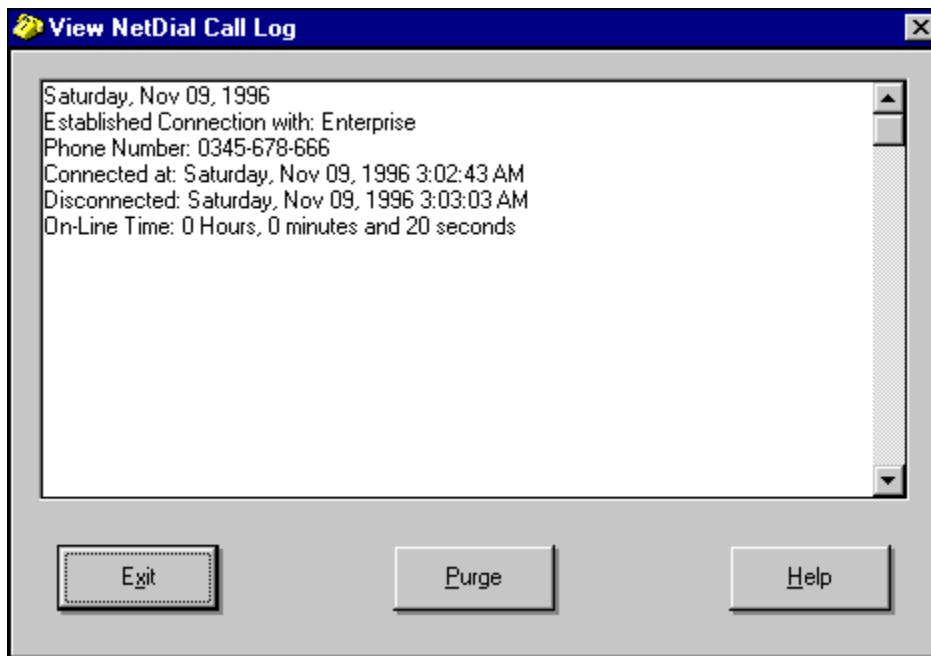 View NetDial Call Log
Saturday, Nov 09, 1996
Established Connection with: Enterprise
Phone Number: 0345-678-666
Connected at: Saturday, Nov 09, 1996 3:02:43 AM
Disconnected: Saturday, Nov 09, 1996 3:03:03 AM
On-Line Time: 0 Hours, 0 minutes and 20 seconds
Exit
Purge
Help